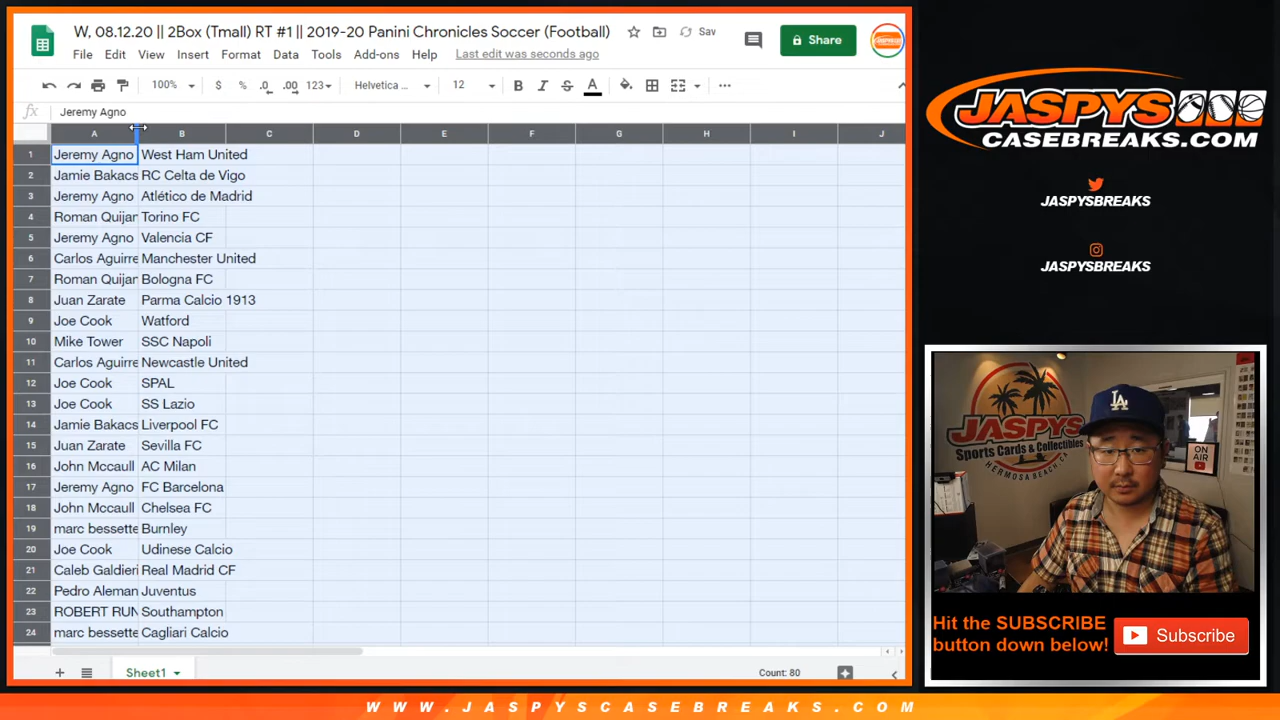 W, 08.12.20 || 2Box (Tmall) RT #1 || 2019-20 Panini Chronicles Soccer (Football)
Sav
Share
File Edit View Insert Format Data Tools Add-ons Help Last edit was seconds ago
100% $ % .0 .00 123 Helvetica ... 12 B I S A
fx Jeremy Agno
A B C D E F G H I J
1 Jeremy Agno West Ham United
2 Jamie Bakacs RC Celta de Vigo
3 Jeremy Agno Atlético de Madrid
4 Roman Quijan Torino FC
5 Jeremy Agno Valencia CF
6 Carlos Aguirre Manchester United
7 Roman Quijan Bologna FC
8 Juan Zarate Parma Calcio 1913
9 Joe Cook Watford
10 Mike Tower SSC Napoli
11 Carlos Aguirre Newcastle United
12 Joe Cook SPAL
13 Joe Cook SS Lazio
14 Jamie Bakacs Liverpool FC
15 Juan Zarate Sevilla FC
16 John Mccaull AC Milan
17 Jeremy Agno FC Barcelona
18 John Mccaull Chelsea FC
19 marc bessette Burnley
20 Joe Cook Udinese Calcio
21 Caleb Galdieri Real Madrid CF
22 Pedro Aleman Juventus
23 ROBERT RUN Southampton
24 marc bessette Cagliari Calcio
Sheet1
Count: 80
JASPYS
CASEBREAKS.COM
JASPYSBREAKS
JASPYSBREAKS
JASPYS
Sports Cards & Collectibles
HERMOSA BEACH, CA
LA
ON AIR
Hit the SUBSCRIBE
button down below!
Subscribe
WWW.JASPYSCASEBREAKS.COM